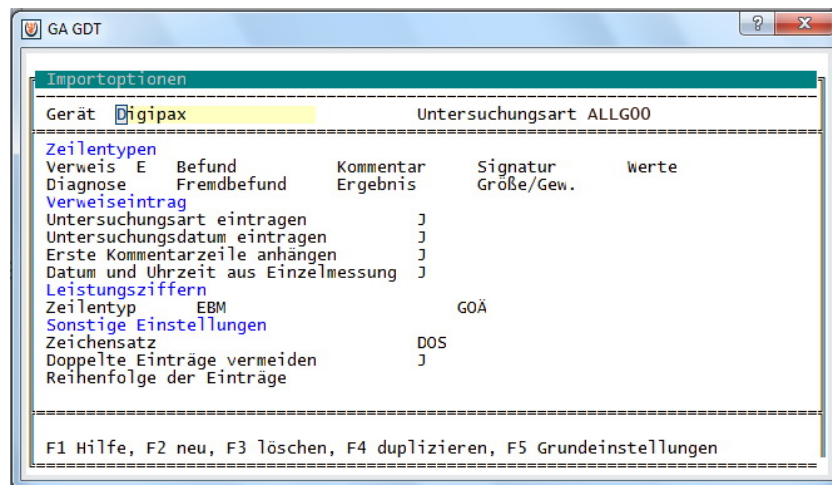 GA GDT
Importoptionen
Gerät Digipax Untersuchungsart ALLG00
Zeilentypen
Verweis E Befund Kommentar Signatur Werte
Diagnose Fremdbefund Ergebnis Größe/Gew.
Verweiseintrag
Untersuchungsart eintragen J
Untersuchungsdatum eintragen J
Erste Kommentarzeile anhängen J
Datum und Uhrzeit aus Einzelmessung J
Leistungsziffern
Zeilentyp EBM GOÄ
Sonstige Einstellungen
Zeichensatz DOS
Doppelte Einträge vermeiden J
Reihenfolge der Einträge
F1 Hilfe, F2 neu, F3 löschen, F4 duplizieren, F5 Grundeinstellungen